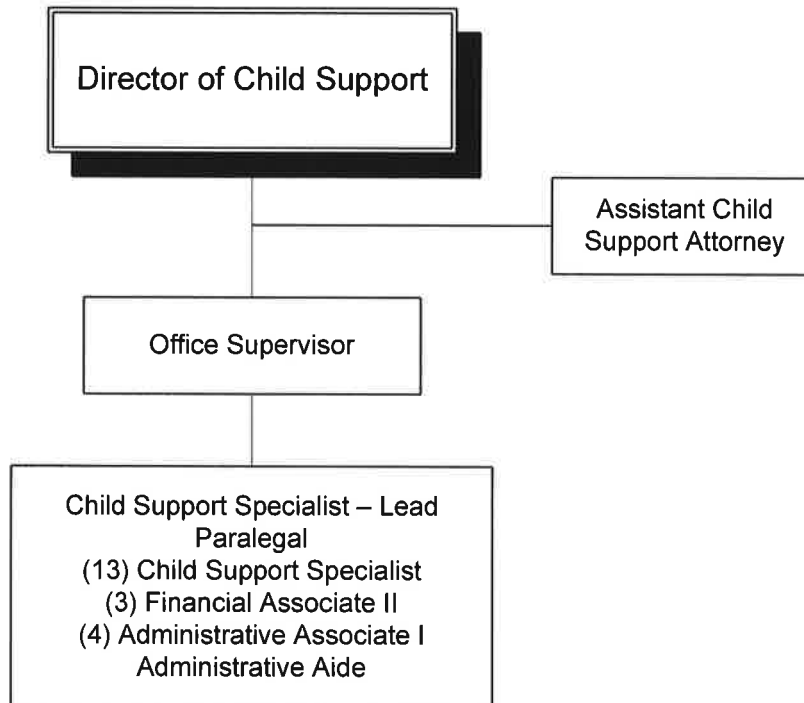 Director of Child Support
Assistant Child
Support Attorney
Office Supervisor
Child Support Specialist – Lead
Paralegal
(13) Child Support Specialist
(3) Financial Associate II
(4) Administrative Associate I
Administrative Aide